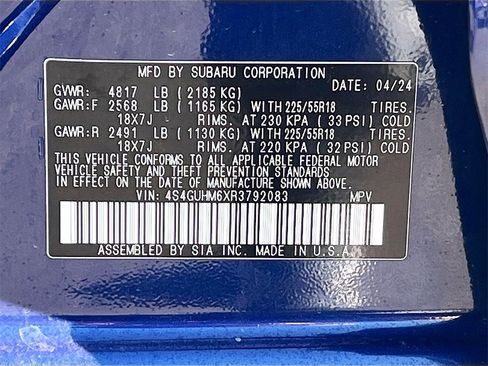 MFD BY SUBARU CORPORATION
DATE: 04/24
GVWR: 4817 LB (2185 KG)
GAWR:F 2568 LB (1165 KG) WITH 225/55R18 TIRES.
18X7J RIMS. AT 230 KPA (33 PSI) COLD
GAWR:R 2491 LB (1130 KG) WITH 225/55R18 TIRES.
18X7J RIMS. AT 220 KPA (32 PSI) COLD
THIS VEHICLE CONFORMS TO ALL APPLICABLE FEDERAL MOTOR
VEHICLE SAFETY AND THEFT PREVENTION STANDARDS
IN EFFECT ON THE DATE OF MANUFACTURE SHOWN ABOVE.
VIN: 4S4GUHM6XR3792083 MPV
ASSEMBLED BY SIA INC. MADE IN U.S.A.